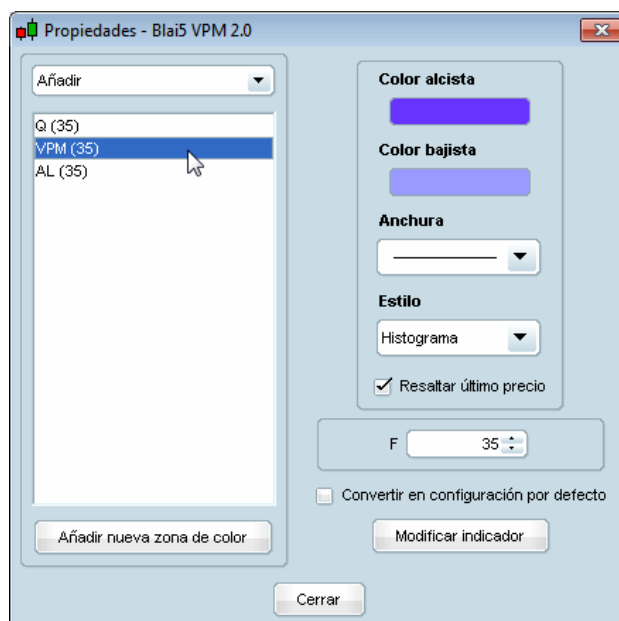 Propiedades - Blai5 VPM 2.0
Añadir
Q (35)
VPM (35)
AL (35)
Añadir nueva zona de color
Color alcista
Color bajista
Anchura
Estilo
Histograma
Resaltar último precio
F 35
Convertir en configuración por defecto
Modificar indicador
Cerrar